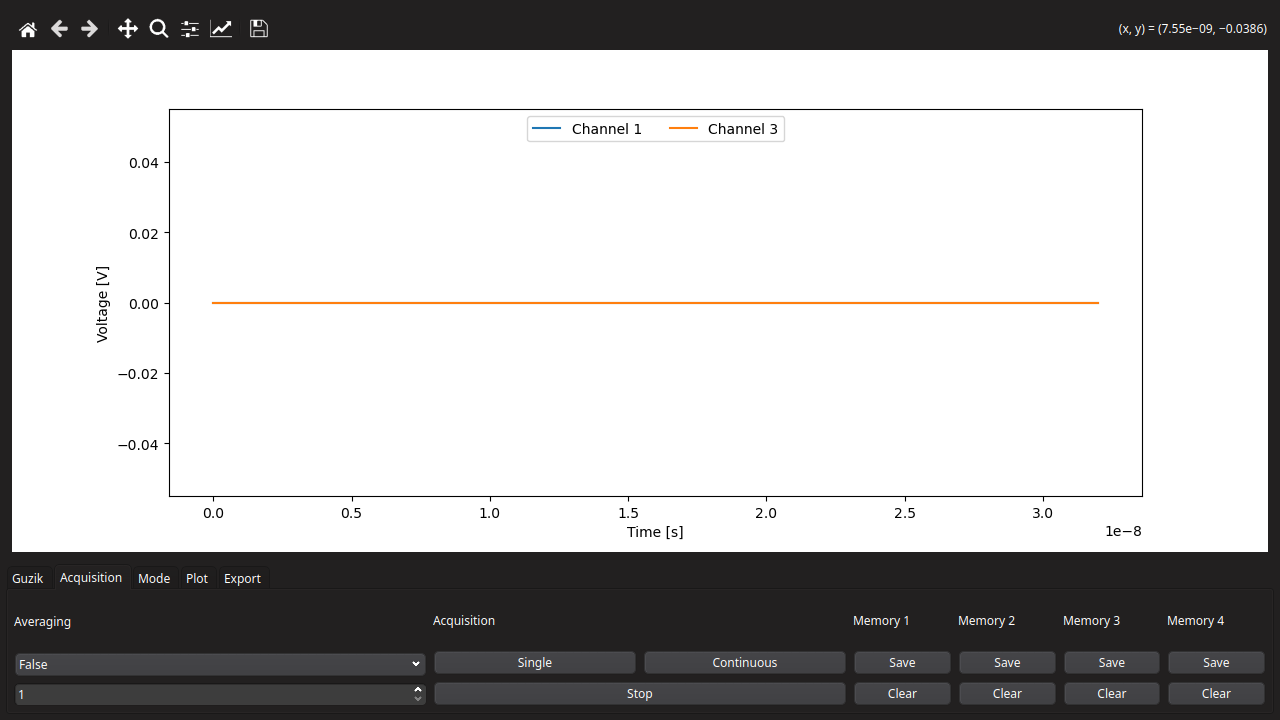 (x, y) = (7.55e−09, −0.0386)
Channel 1 Channel 3
0.04
0.02
0.00
−0.02
−0.04
Voltage [V]
0.0 0.5 1.0 1.5 2.0 2.5 3.0
Time [s] 1e−8
Guzik Acquisition Mode Plot Export
Averaging Acquisition Memory 1 Memory 2 Memory 3 Memory 4
False Single Continuous Save Save Save Save
1 Stop Clear Clear Clear Clear